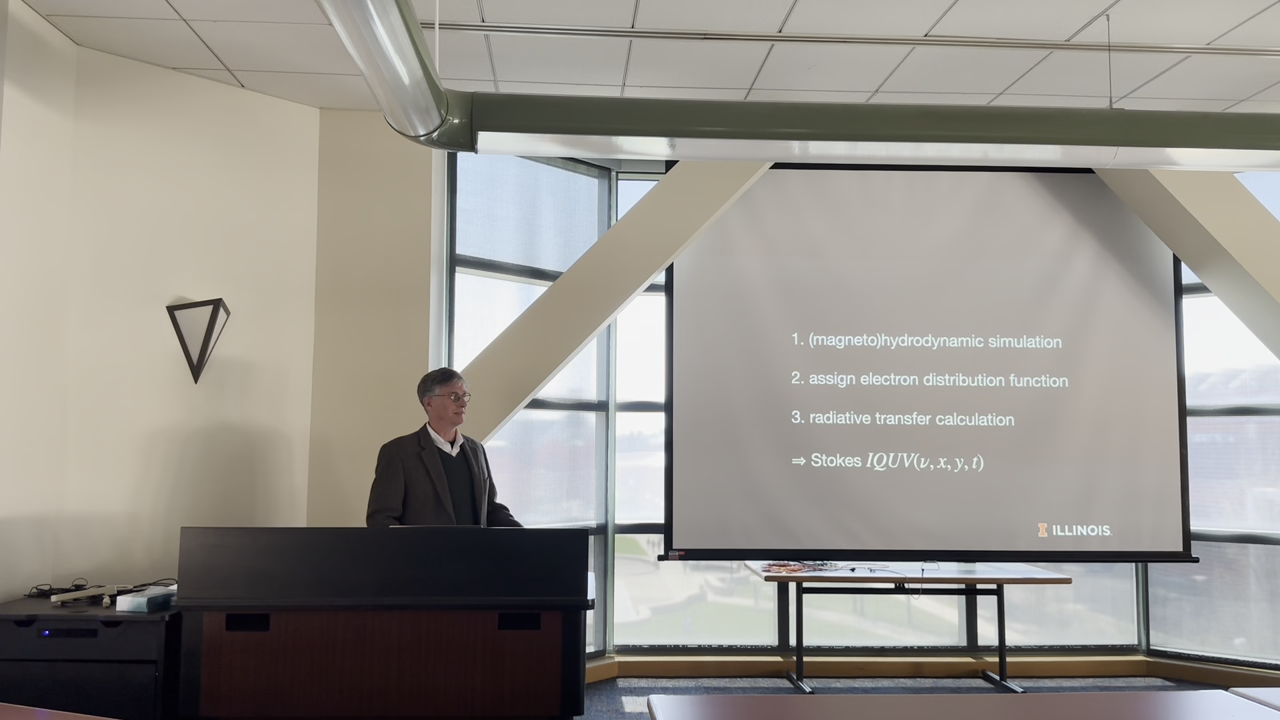 1. (magneto)hydrodynamic simulation
2. assign electron distribution function
3. radiative transfer calculation
⇒ Stokes IQUV(ν, x, y, t)
ILLINOIS